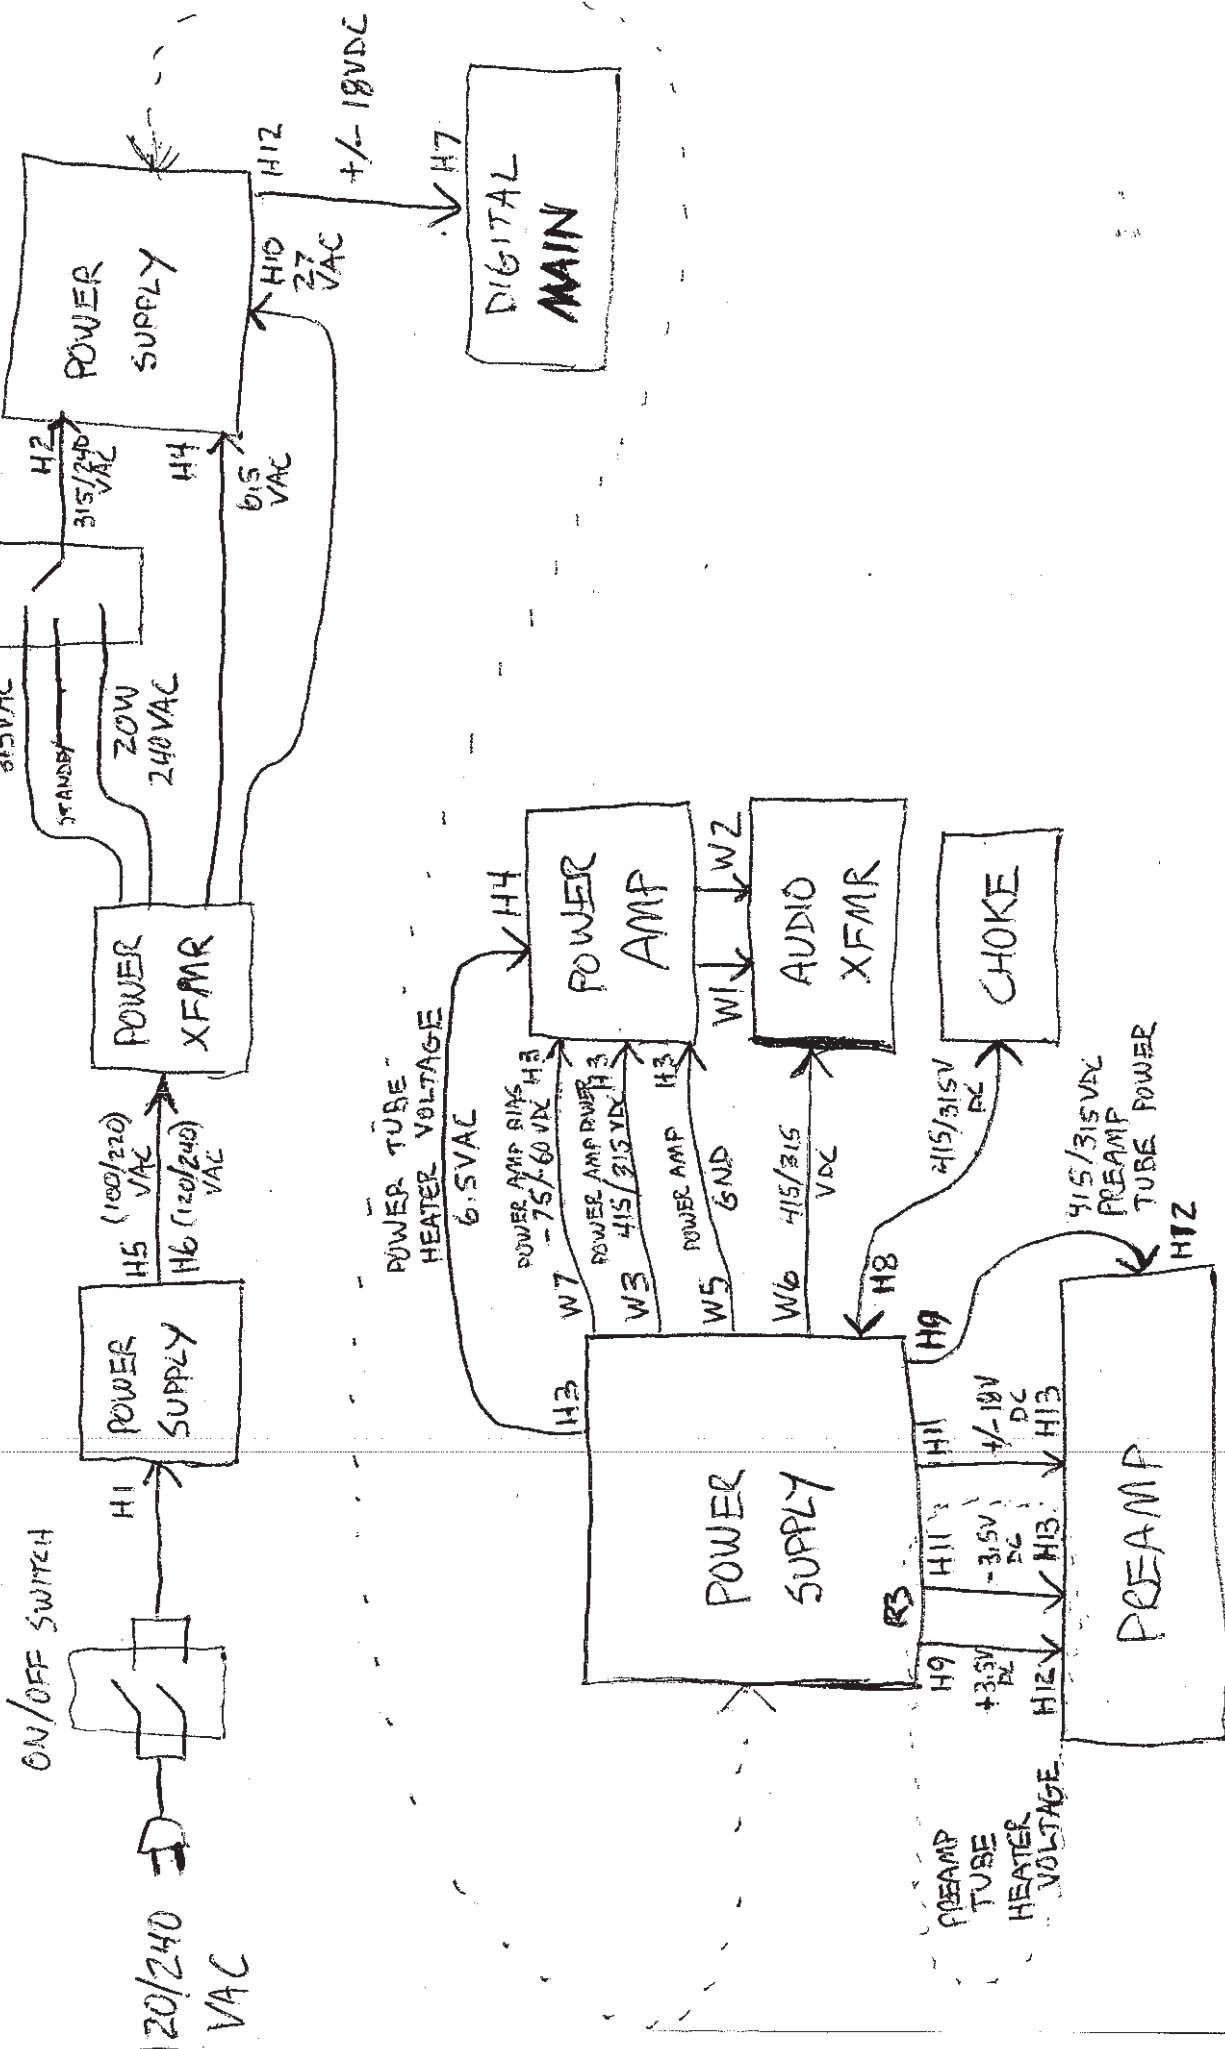 120/240
VAC
ON/OFF SWITCH
H1
POWER
SUPPLY
H5 (100/220)
VAC
H6 (120/240)
VAC
POWER
XFMR
315VAC
STANDBY
20W
240VAC
H2
315/240
VAC
H4
6.5
VAC
POWER
SUPPLY
H10
27
VAC
H12
+/- 18VDC
H7
DIGITAL
MAIN
POWER TUBE
HEATER VOLTAGE
6.5VAC
H3
H4
POWER AMP BIAS
-75/-60 VDC
W7
H3
POWER AMP POWER
415/315VDC
W3
H3
POWER AMP
GND
W5
H3
W6
415/315
VDC
POWER
AMP
W1
W2
AUDIO
XFMR
H8
415/315V
DC
CHOKE
POWER
SUPPLY
R3
H9
415/315VDC
PREAMP
TUBE POWER
H12
H9
+3.5V
DC
H12
H11
-3.5V
DC
H13
H11
+/-18V
DC
H13
PREAMP
TUBE
HEATER
VOLTAGE
PREAMP